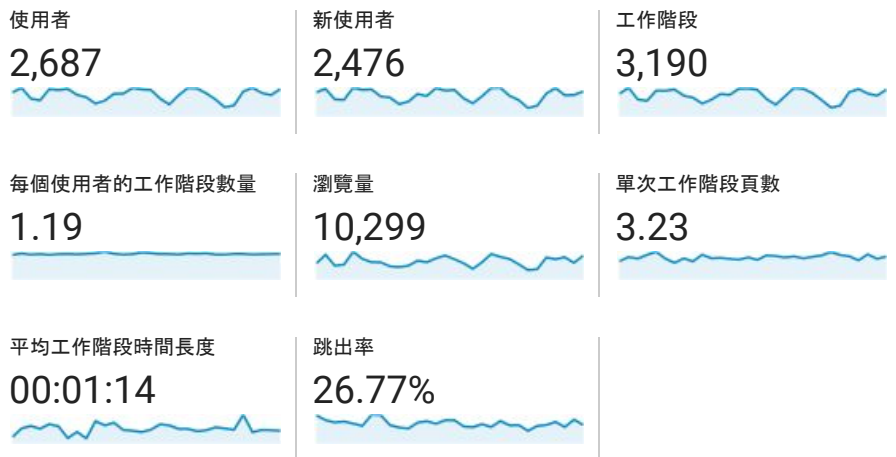 使用者
2,687
新使用者
2,476
工作階段
3,190
每個使用者的工作階段數量
1.19
瀏覽量
10,299
單次工作階段頁數
3.23
平均工作階段時間長度
00:01:14
跳出率
26.77%